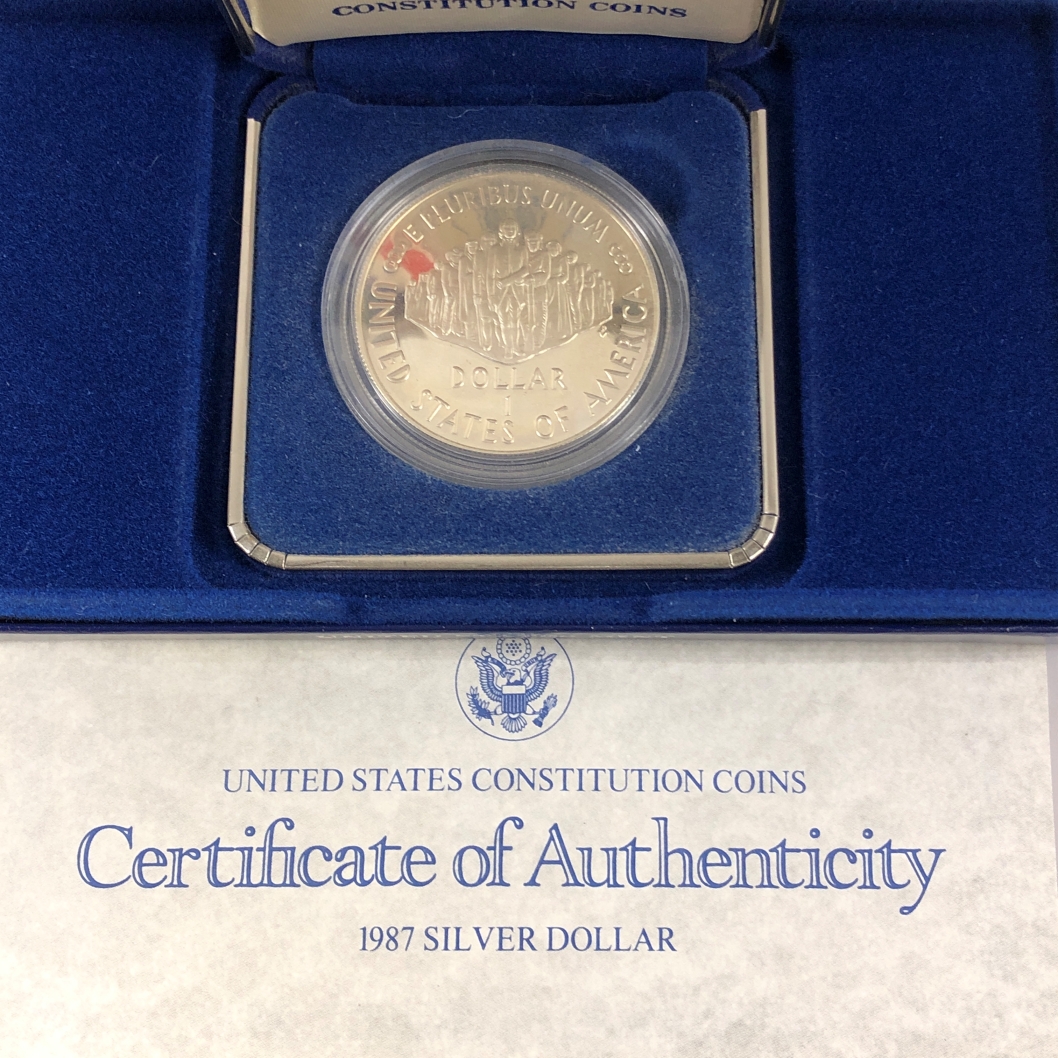 CONSTITUTION COINS
E PLURIBUS UNUM
DOLLAR
1
UNITED STATES OF AMERICA
UNITED STATES CONSTITUTION COINS
Certificate of Authenticity
1987 SILVER DOLLAR